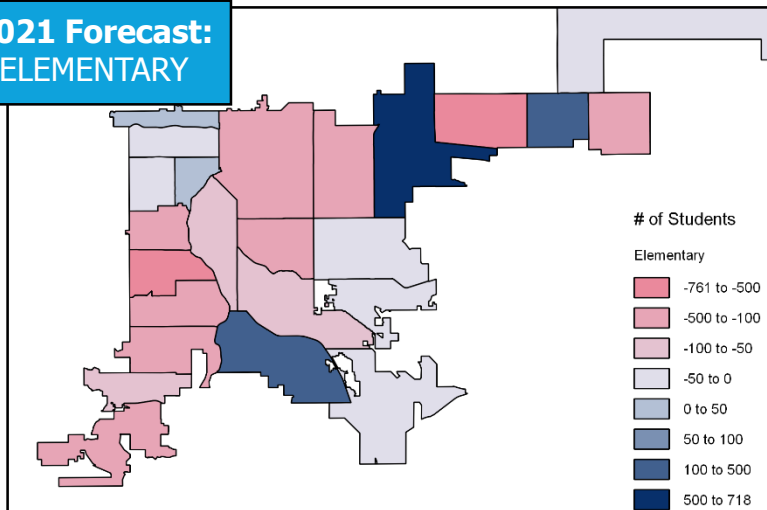 021 Forecast:
ELEMENTARY
# of Students
Elementary
-761 to -500
-500 to -100
-100 to -50
-50 to 0
0 to 50
50 to 100
100 to 500
500 to 718